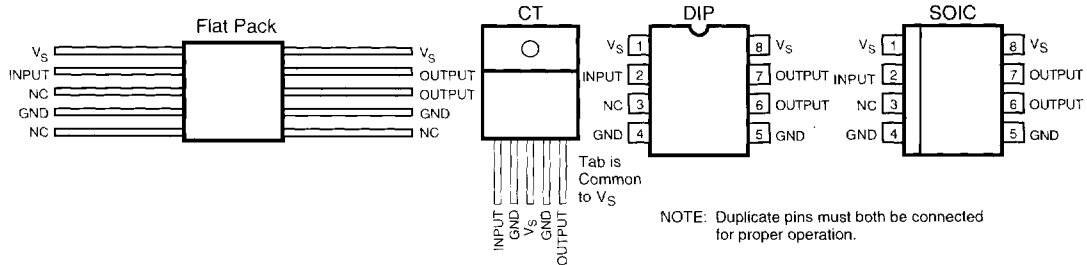 Flat Pack
VS
INPUT
NC
GND
NC
VS
OUTPUT
OUTPUT
GND
NC
CT
Tab is
Common
to VS
INPUT
GND
VS
GND
OUTPUT
DIP
VS 1
INPUT 2
NC 3
GND 4
8 VS
7 OUTPUT
6 OUTPUT
5 GND
SOIC
VS 1
INPUT 2
NC 3
GND 4
8 VS
7 OUTPUT
6 OUTPUT
5 GND
NOTE: Duplicate pins must both be connected
for proper operation.